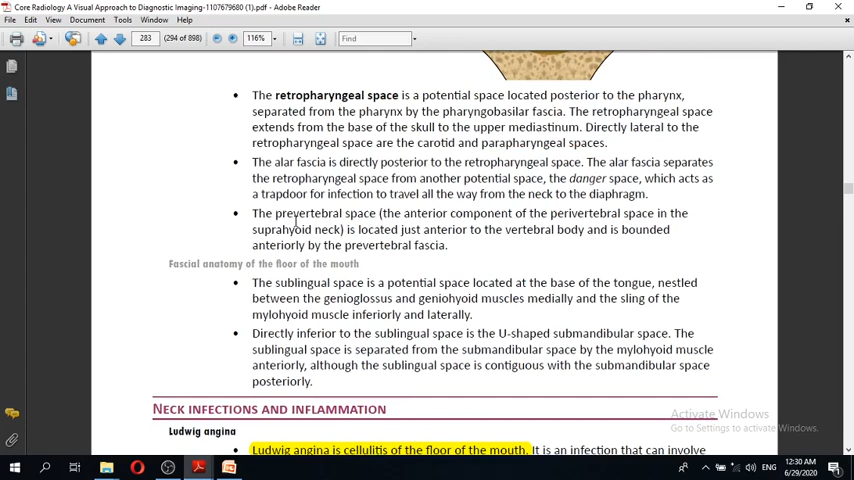 Core Radiology A Visual Approach to Diagnostic Imaging-1107679680 (1).pdf - Adobe Reader
File Edit View Document Tools Window Help
283 (294 of 898) 116% Find
• The retropharyngeal space is a potential space located posterior to the pharynx,
separated from the pharynx by the pharyngobasilar fascia. The retropharyngeal space
extends from the base of the skull to the upper mediastinum. Directly lateral to the
retropharyngeal space are the carotid and parapharyngeal spaces.
• The alar fascia is directly posterior to the retropharyngeal space. The alar fascia separates
the retropharyngeal space from another potential space, the danger space, which acts as
a trapdoor for infection to travel all the way from the neck to the diaphragm.
• The prevertebral space (the anterior component of the perivertebral space in the
suprahyoid neck) is located just anterior to the vertebral body and is bounded
anteriorly by the prevertebral fascia.
Fascial anatomy of the floor of the mouth
• The sublingual space is a potential space located at the base of the tongue, nestled
between the genioglossus and geniohyoid muscles medially and the sling of the
mylohyoid muscle inferiorly and laterally.
• Directly inferior to the sublingual space is the U-shaped submandibular space. The
sublingual space is separated from the submandibular space by the mylohyoid muscle
anteriorly, although the sublingual space is contiguous with the submandibular space
posteriorly.
NECK INFECTIONS AND INFLAMMATION
Activate Windows
Go to Settings to activate Windows.
Ludwig angina
• Ludwig angina is cellulitis of the floor of the mouth. It is an infection that can involve
ENG
12:30 AM
6/29/2020